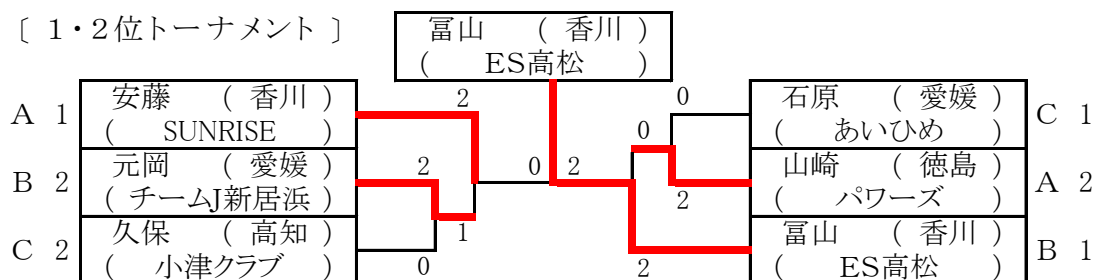 〔 1・2位トーナメント 〕
冨山 ( 香川 )
( ES高松 )
A 1
安藤 ( 香川 )
( SUNRISE )
2
0
石原 ( 愛媛 )
( あいひめ )
C 1
B 2
元岡 ( 愛媛 )
( チームJ新居浜 )
2
1
0
2
0
2
山崎 ( 徳島 )
( パワーズ )
A 2
C 2
久保 ( 高知 )
( 小津クラブ )
0
2
冨山 ( 香川 )
( ES高松 )
B 1